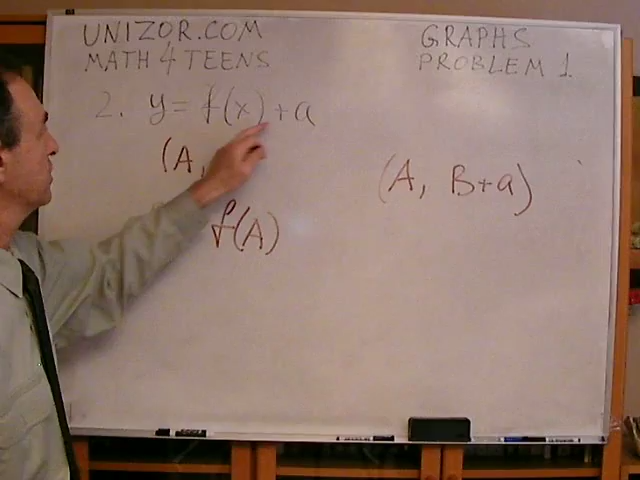 UNIZOR.COM
MATH 4 TEENS
GRAPHS
PROBLEM 1
2. y = f(x) + a
(A,
(A, B+a)
f(A)